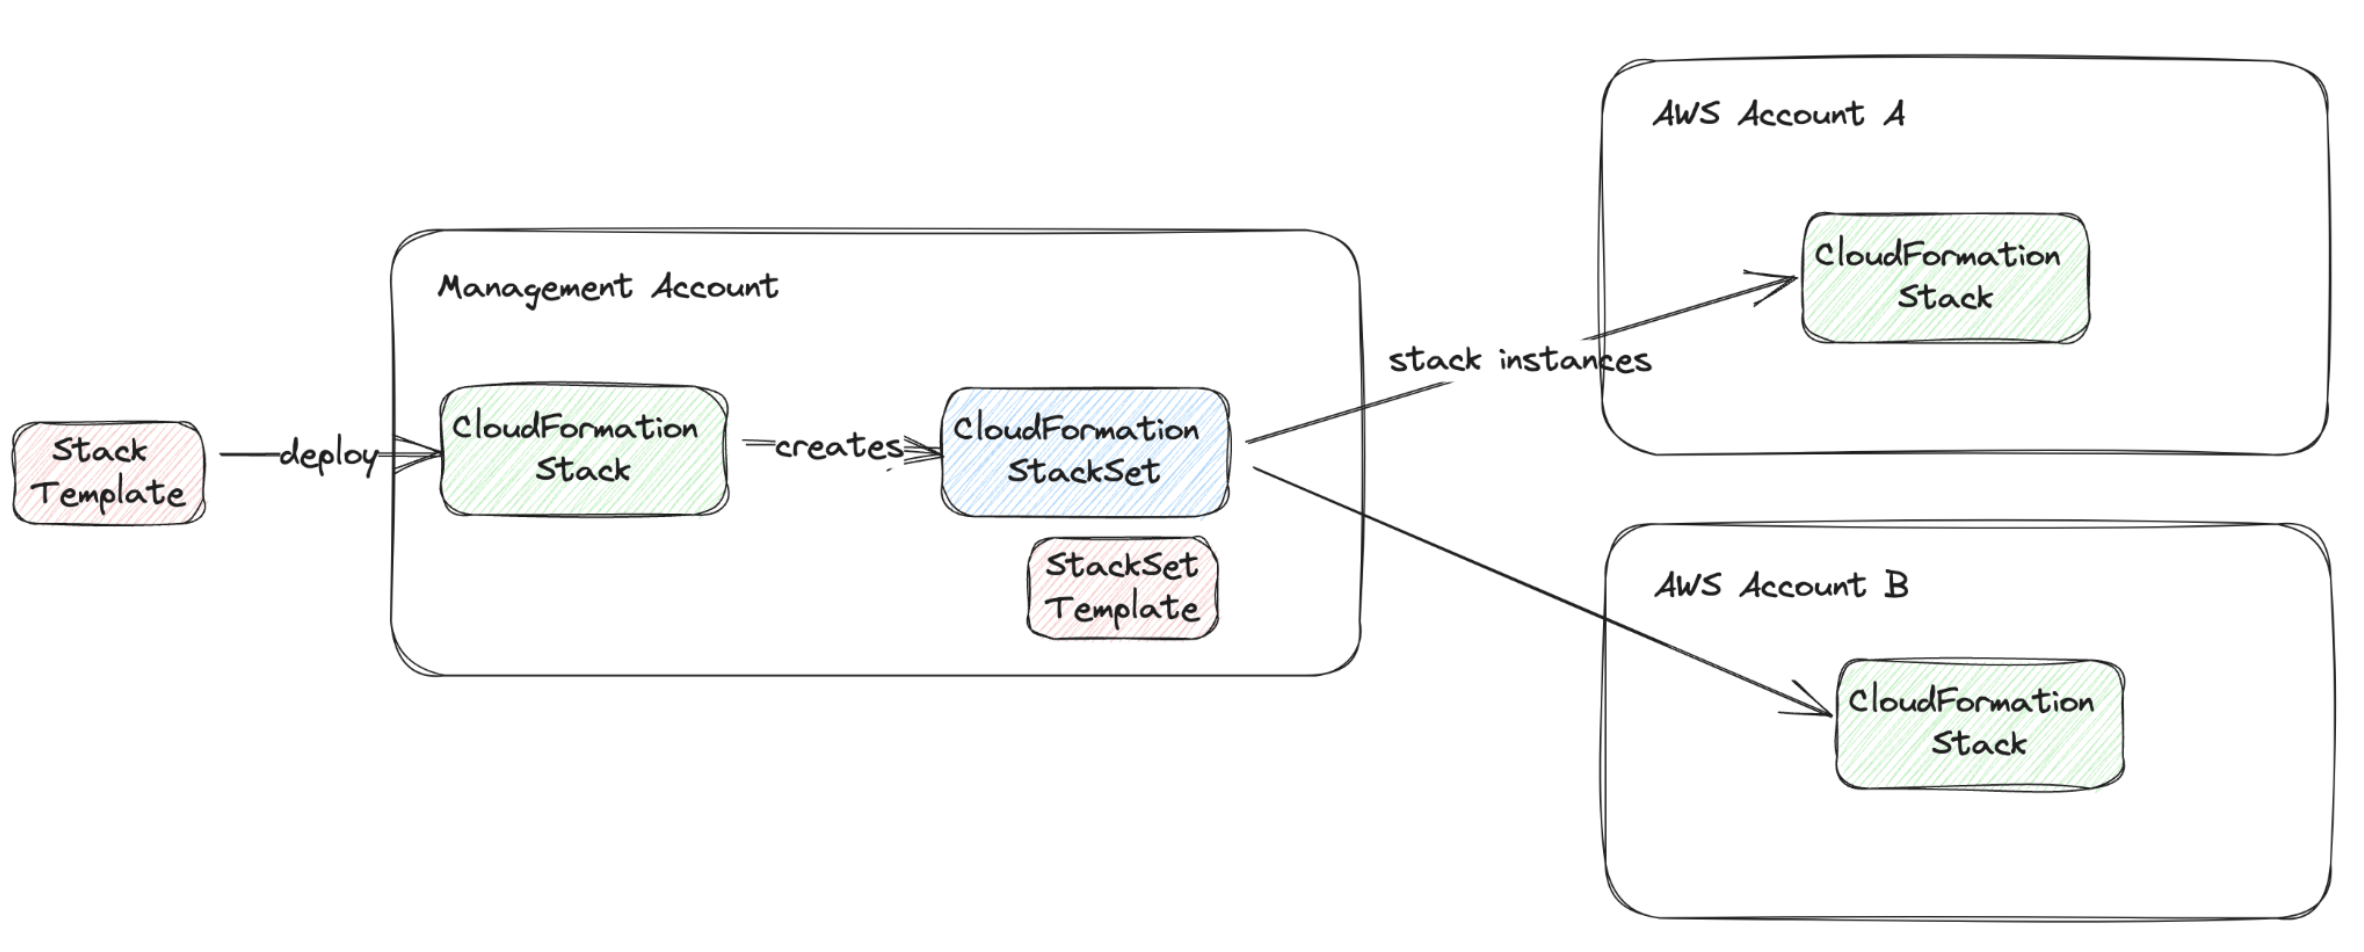 Stack
Template
deploy
Management Account
CloudFormation
Stack
creates
CloudFormation
StackSet
StackSet
Template
stack instances
AWS Account A
CloudFormation
Stack
AWS Account B
CloudFormation
Stack